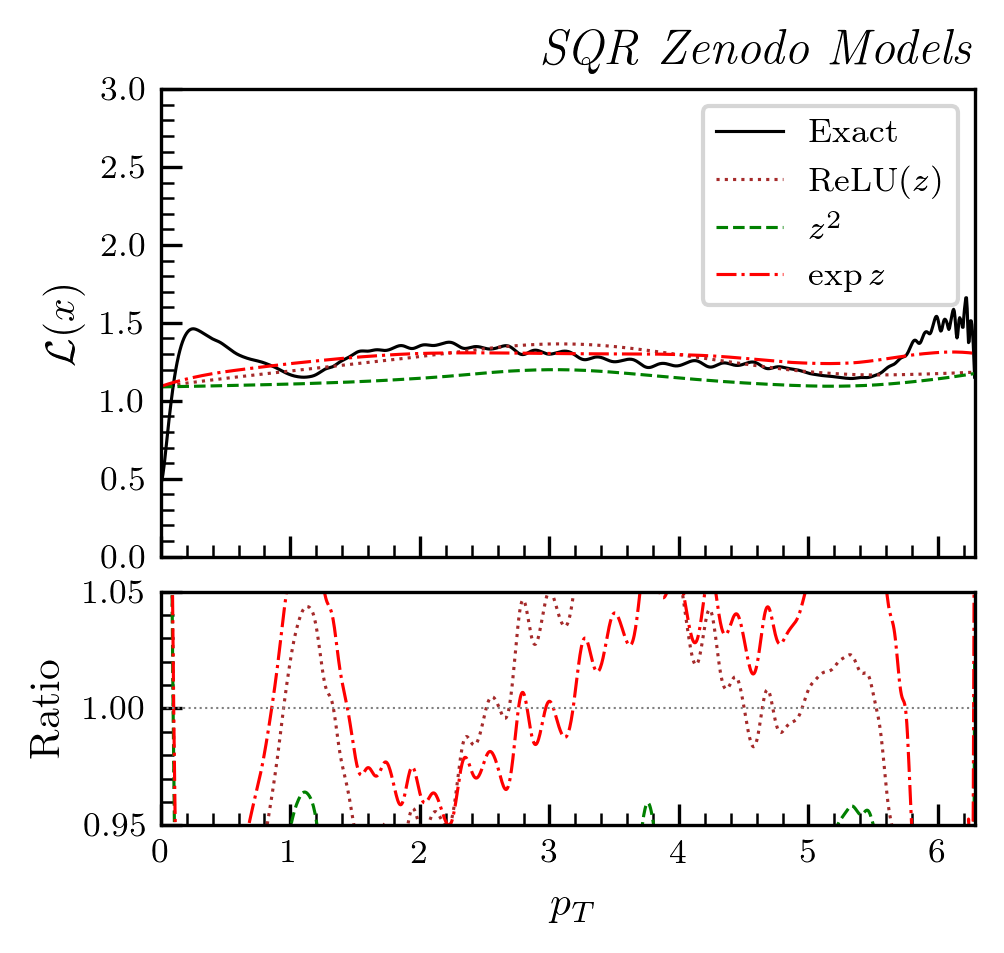 SQR Zenodo Models
3.0
2.5
2.0
1.5
1.0
0.5
0.0
ℒ(x)
Exact
ReLU(z)
z²
exp z
1.05
1.00
0.95
Ratio
0 1 2 3 4 5 6
p_T